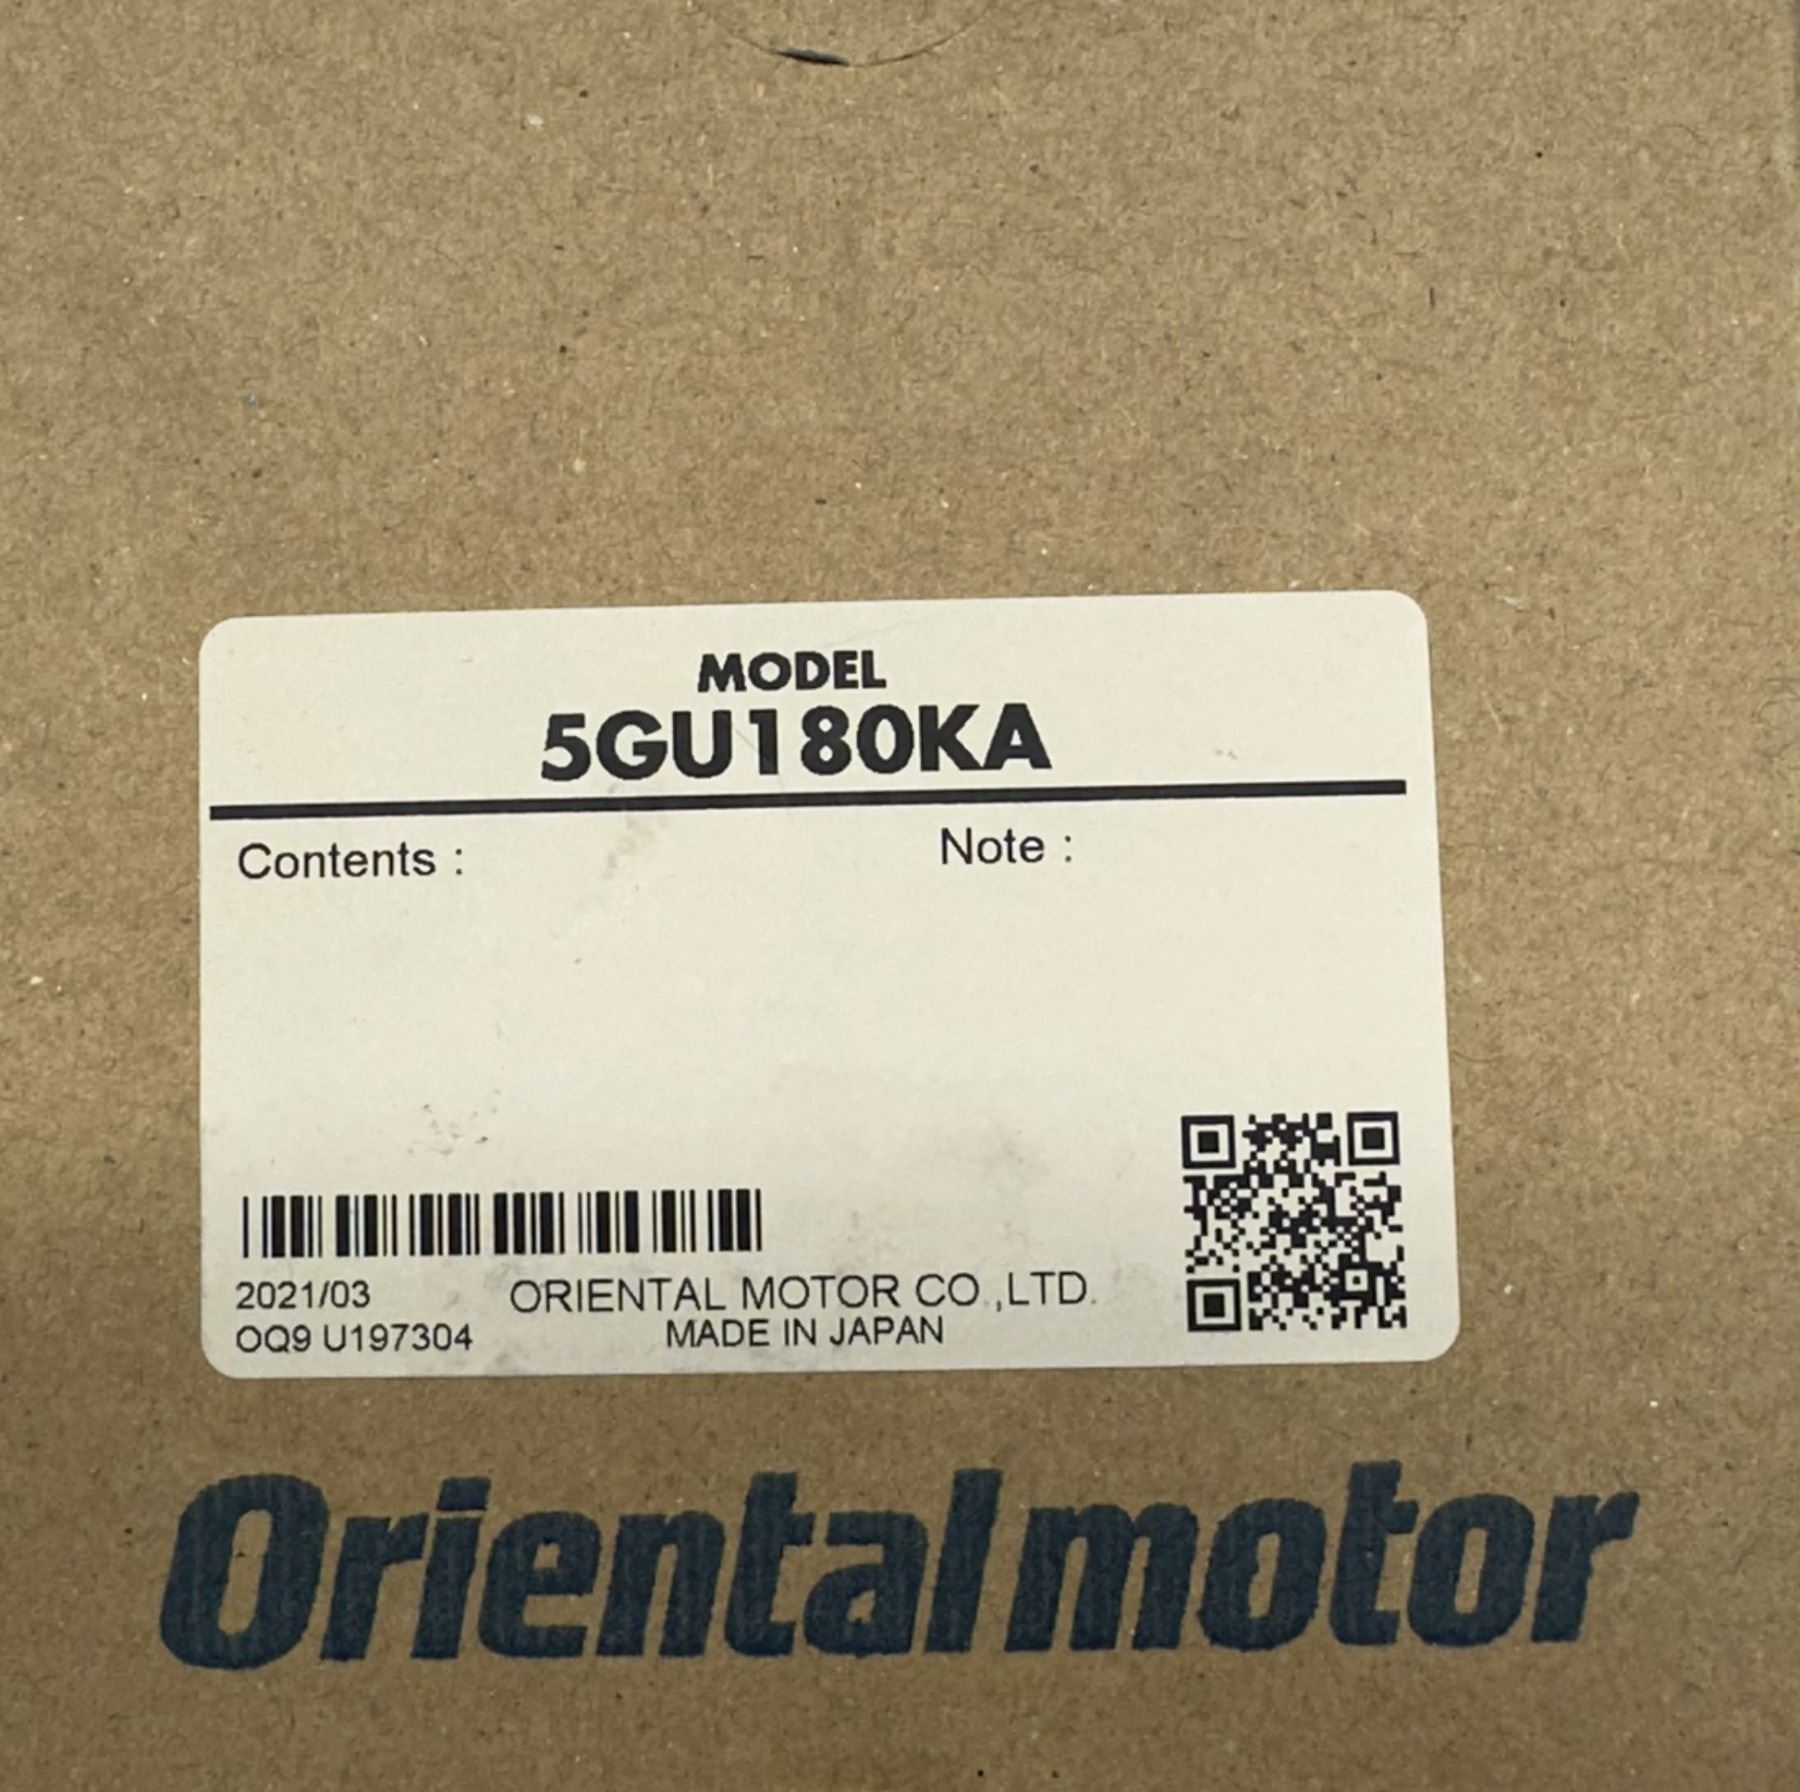 MODEL
5GU180KA
Contents :
Note :
2021/03
OQ9 U197304
ORIENTAL MOTOR CO.,LTD.
MADE IN JAPAN
Orientalmotor